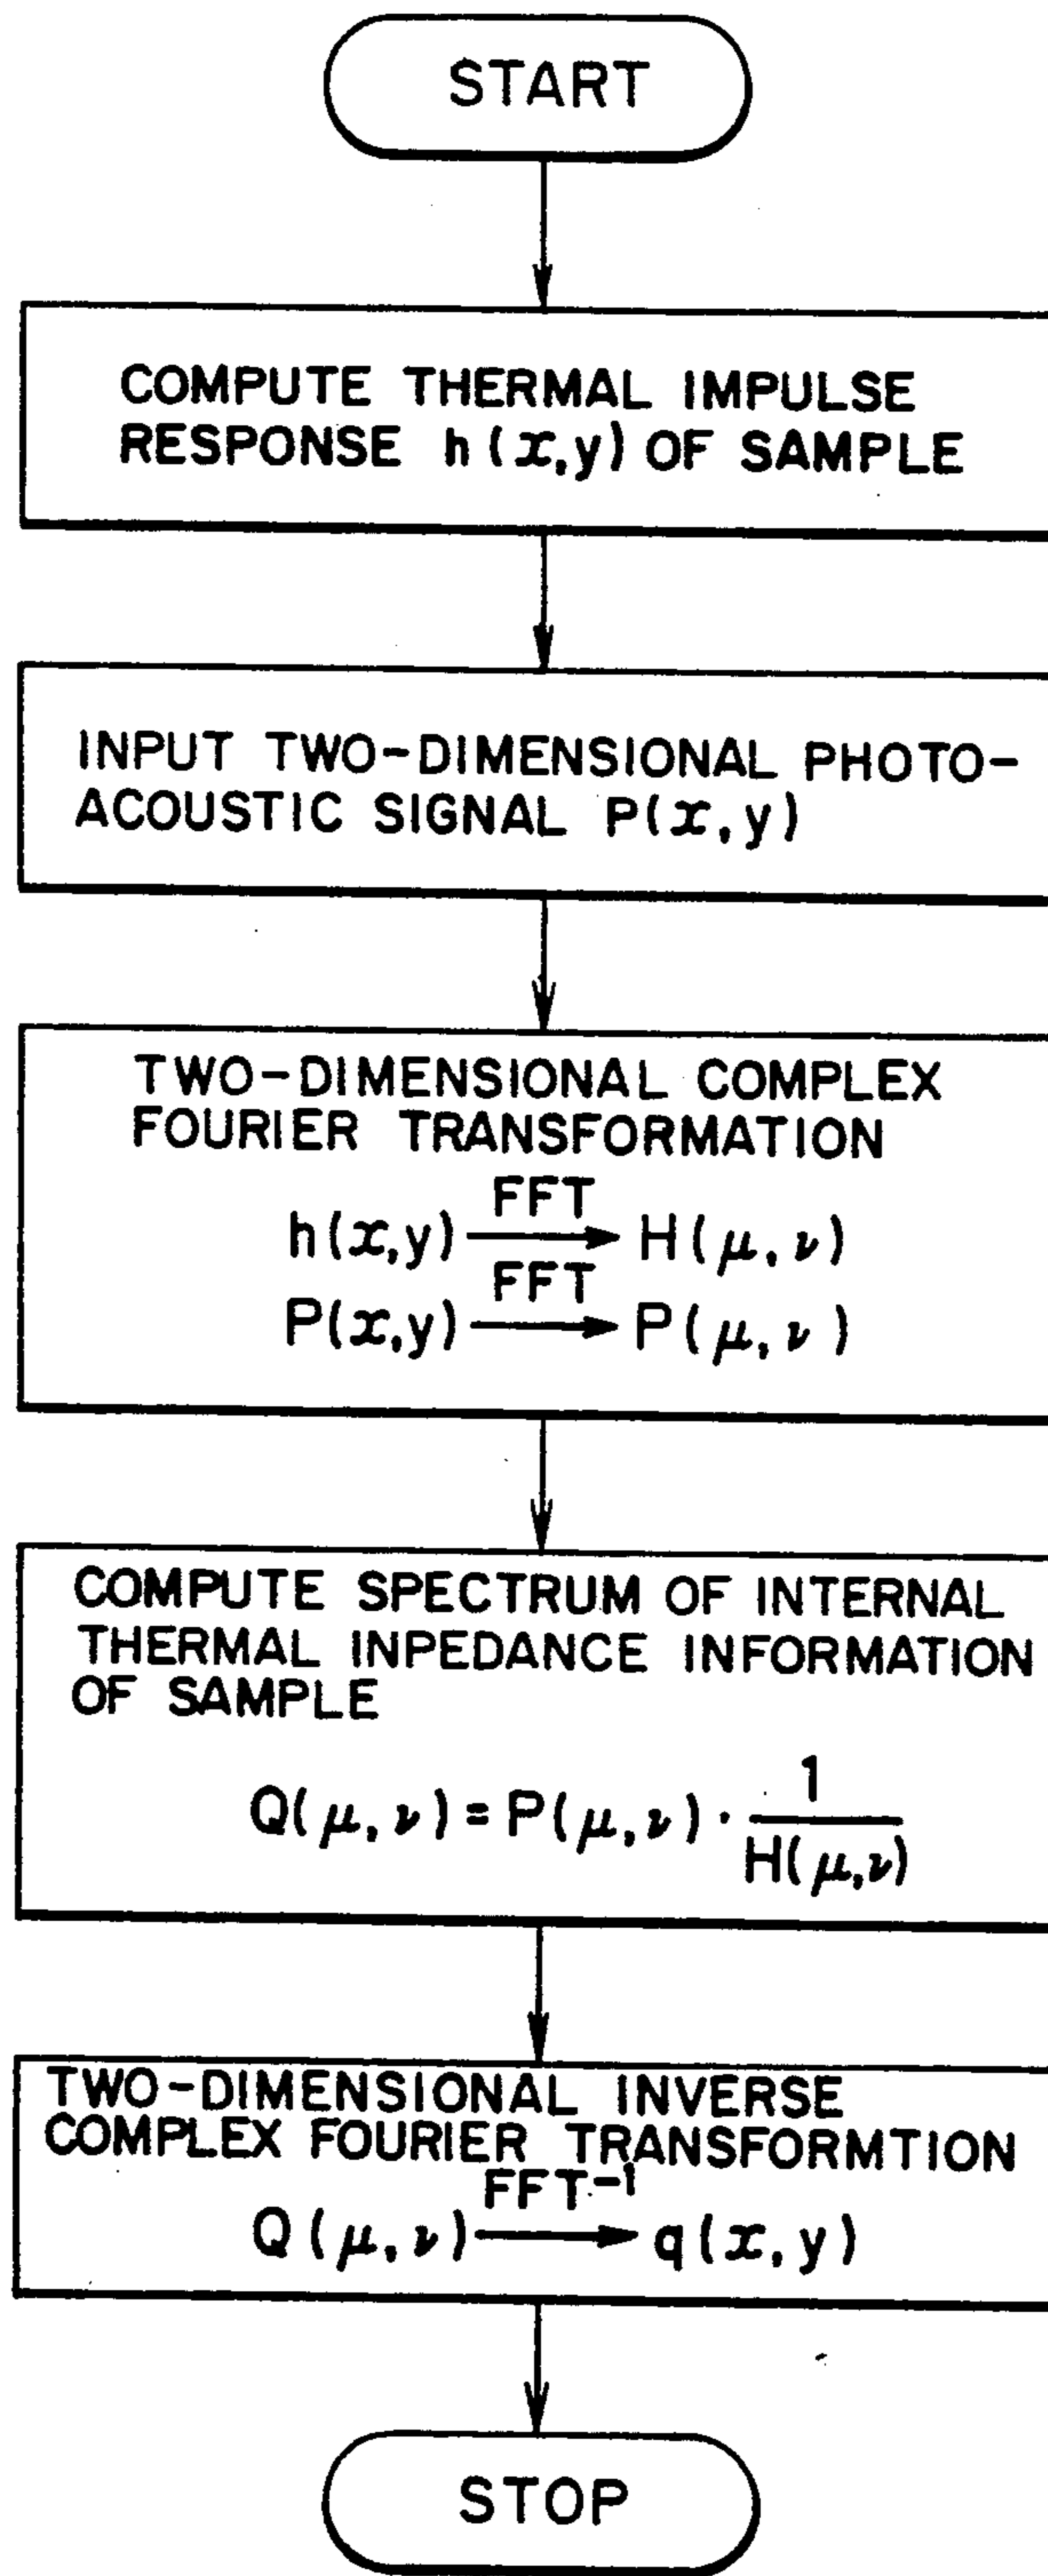 START
COMPUTE THERMAL IMPULSE
RESPONSE h(x,y) OF SAMPLE
INPUT TWO-DIMENSIONAL PHOTO-
ACOUSTIC SIGNAL P(x,y)
TWO-DIMENSIONAL COMPLEX
FOURIER TRANSFORMATION
FFT
h(x,y) → H(μ, ν)
FFT
P(x,y) → P(μ, ν)
COMPUTE SPECTRUM OF INTERNAL
THERMAL INPEDANCE INFORMATION
OF SAMPLE
Q(μ, ν) = P(μ, ν) · 1/H(μ,ν)
TWO-DIMENSIONAL INVERSE
COMPLEX FOURIER TRANSFORMTION
FFT⁻¹
Q(μ, ν) → q(x, y)
STOP